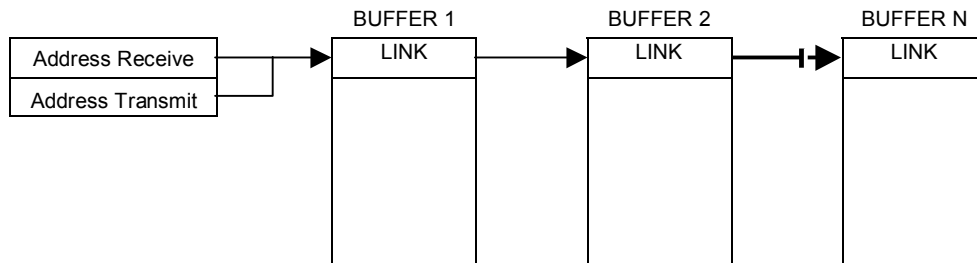 BUFFER 1
BUFFER 2
BUFFER N
Address Receive
LINK
LINK
LINK
Address Transmit